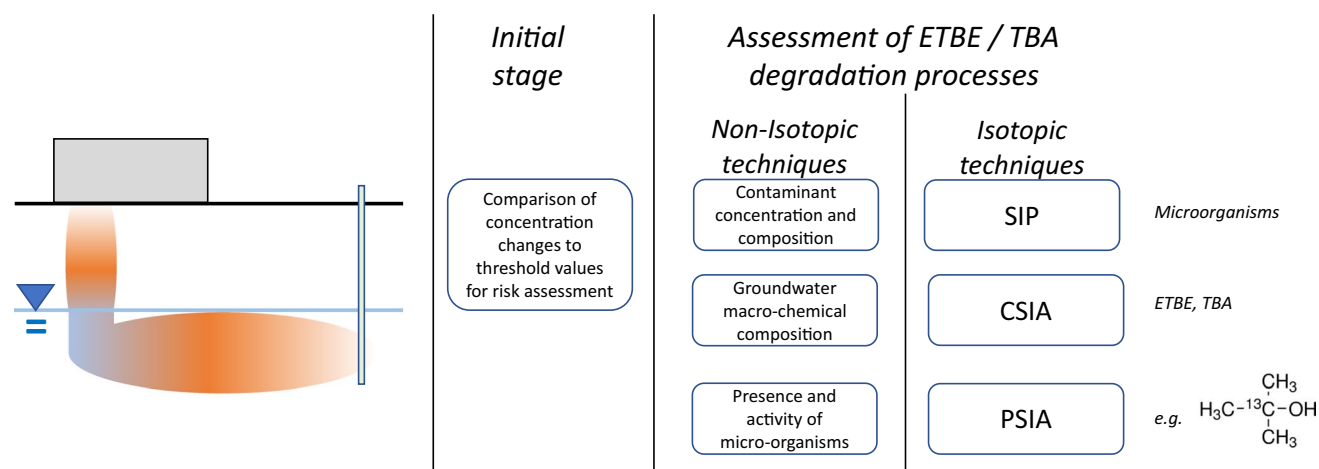 Initial
stage
Assessment of ETBE / TBA
degradation processes
Non-Isotopic
techniques
Isotopic
techniques
Comparison of
concentration
changes to
threshold values
for risk assessment
Contaminant
concentration and
composition
SIP
Microorganisms
Groundwater
macro-chemical
composition
CSIA
ETBE, TBA
Presence and
activity of
micro-organisms
PSIA
e.g.
CH₃
H₃C-¹³C-OH
CH₃